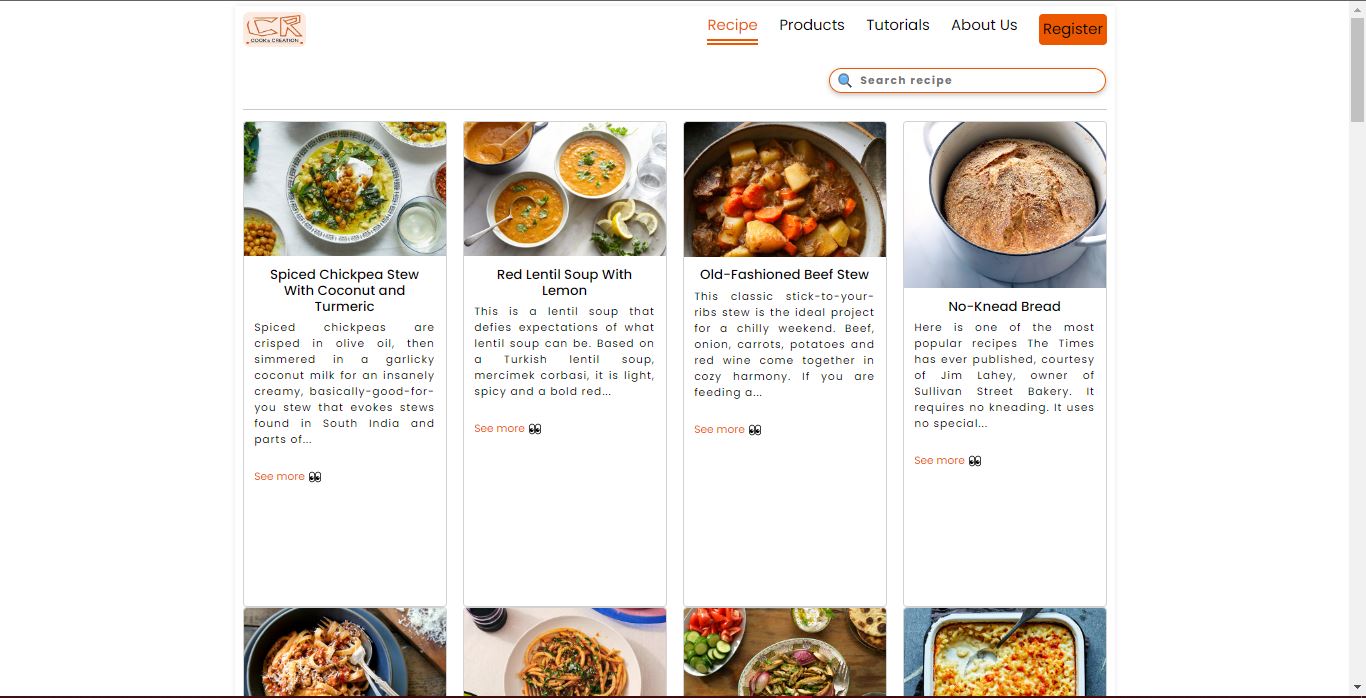 CR
COOK& CREATION
Recipe
Products
Tutorials
About Us
Register
Search recipe
Spiced Chickpea Stew
With Coconut and
Turmeric
Spiced chickpeas are
crisped in olive oil, then
simmered in a garlicky
coconut milk for an insanely
creamy, basically-good-for-
you stew that evokes stews
found in South India and
parts of...
See more
Red Lentil Soup With
Lemon
This is a lentil soup that
defies expectations of what
lentil soup can be. Based on
a Turkish lentil soup,
mercimek corbasi, it is light,
spicy and a bold red...
See more
Old-Fashioned Beef Stew
This classic stick-to-your-
ribs stew is the ideal project
for a chilly weekend. Beef,
onion, carrots, potatoes and
red wine come together in
cozy harmony. If you are
feeding a...
See more
No-Knead Bread
Here is one of the most
popular recipes The Times
has ever published, courtesy
of Jim Lahey, owner of
Sullivan Street Bakery. It
requires no kneading. It uses
no special...
See more